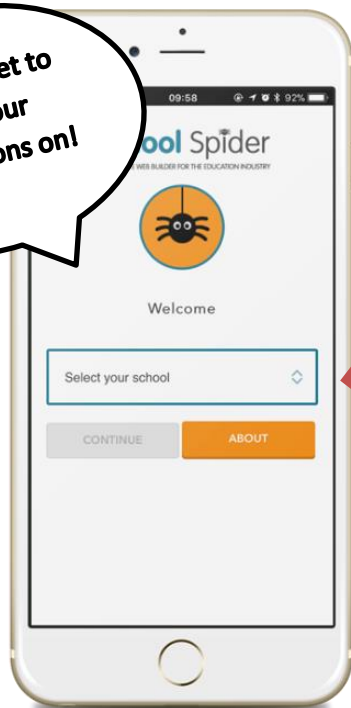 et to
our
ons on!
09:58 92%
ool Spider
WEB BUILDER FOR THE EDUCATION INDUSTRY
Welcome
Select your school
CONTINUE ABOUT